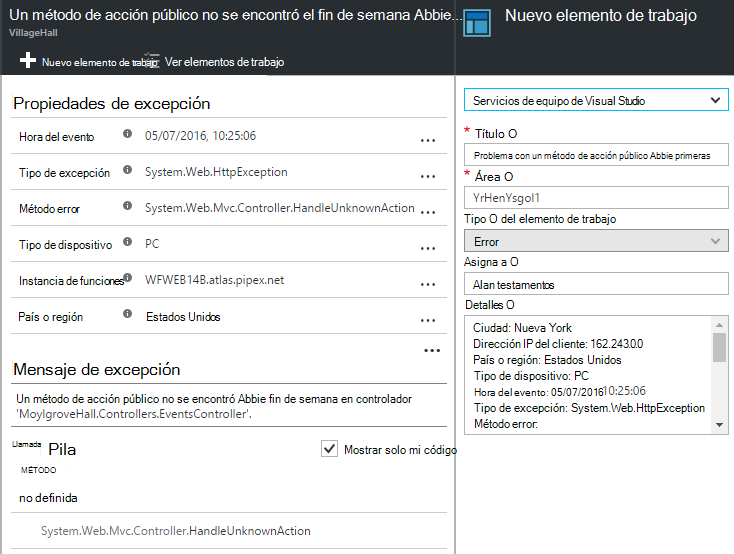 Un método de acción público no se encontró el fin de semana Abbie...
VillageHall
Nuevo elemento de trabajo
Ver elementos de trabajo
Propiedades de excepción
Hora del evento
05/07/2016, 10:25:06
...
Tipo de excepción
System.Web.HttpException
...
Método error
System.Web.Mvc.Controller.HandleUnknownAction
...
Tipo de dispositivo
PC
...
Instancia de funciones
WFWEB14B.atlas.pipex.net
...
País o región
Estados Unidos
...
...
Mensaje de excepción
Un método de acción público no se encontró Abbie fin de semana en controlador
'MoylgroveHall.Controllers.EventsController'.
Llamada Pila
Mostrar solo mi código
MÉTODO
no definida
System.Web.Mvc.Controller.HandleUnknownAction
Nuevo elemento de trabajo
Servicios de equipo de Visual Studio
* Título O
Problema con un método de acción público Abbie primeras
* Área O
YrHenYsgol1
Tipo O del elemento de trabajo
Error
Asigna a O
Alan testamentos
Detalles O
Ciudad: Nueva York
Dirección IP del cliente: 162.243.0.0
País o región: Estados Unidos
Tipo de dispositivo: PC
Hora del evento: 05/07/2016 10:25:06
Tipo de excepción: System.Web.HttpException
Método error: